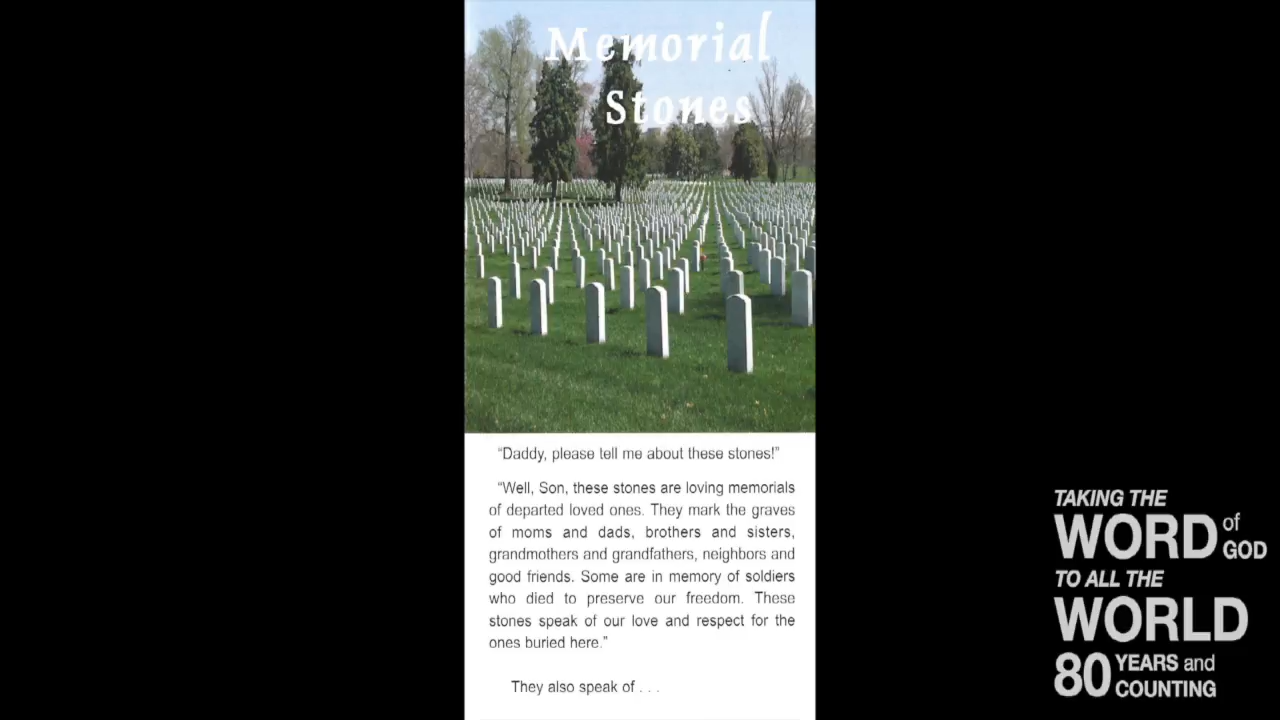 Memorial
Stones
“Daddy, please tell me about these stones!”
“Well, Son, these stones are loving memorials
of departed loved ones. They mark the graves
of moms and dads, brothers and sisters,
grandmothers and grandfathers, neighbors and
good friends. Some are in memory of soldiers
who died to preserve our freedom. These
stones speak of our love and respect for the
ones buried here.”
They also speak of . . .
TAKING THE
WORD of GOD
TO ALL THE
WORLD
80 YEARS and
COUNTING